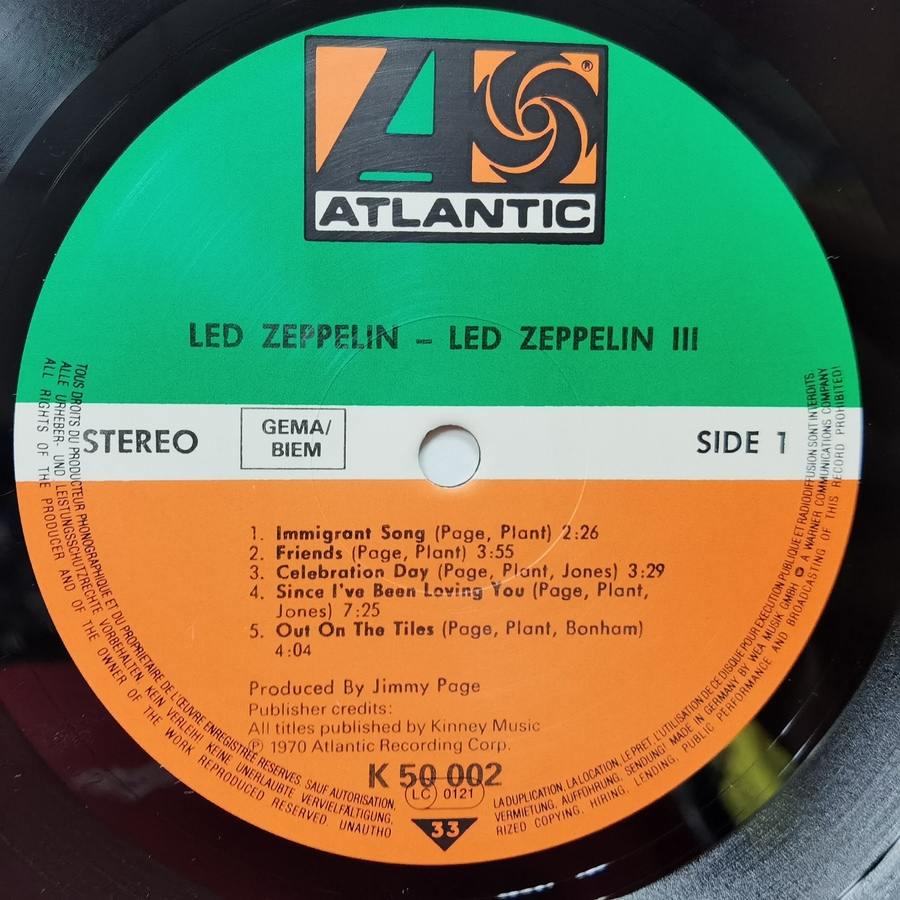 ®
ATLANTIC
LED ZEPPELIN – LED ZEPPELIN III
STEREO
GEMA/
BIEM
SIDE 1
1. Immigrant Song (Page, Plant) 2:26
2. Friends (Page, Plant) 3:55
3. Celebration Day (Page, Plant, Jones) 3:29
4. Since I've Been Loving You (Page, Plant,
Jones) 7:25
5. Out On The Tiles (Page, Plant, Bonham)
4:04
Produced By Jimmy Page
Publisher credits:
All titles published by Kinney Music
℗ 1970 Atlantic Recording Corp.
K 50 002
LC 0121
33
TOUS DROITS DU PRODUCTEUR PHONOGRAPHIQUE ET DU PROPRIETAIRE DE L'ŒUVRE ENREGISTRÉE RESERVES. SAUF AUTORISATION, LA DUPLICATION, LA LOCATION, LE PRET, L'UTILISATION DE CE DISQUE POUR EXECUTION PUBLIQUE ET RADIODIFFUSION SONT INTERDITS
ALLE URHEBER- UND LEISTUNGSSCHUTZRECHTE VORBEHALTEN KEIN VERLEIH! KEINE UNERLAUBTE VERVIELFÄLTIGUNG, VERMIETUNG, AUFFÜHRUNG, SENDUNG! MADE IN GERMANY BY WEA MUSIK GMBH A WARNER COMMUNICATIONS COMPANY
ALL RIGHTS OF THE PRODUCER AND OF THE OWNER OF THE WORK REPRODUCED RESERVED. UNAUTHORIZED COPYING, HIRING, LENDING, PUBLIC PERFORMANCE AND BROADCASTING OF THIS RECORD PROHIBITED!